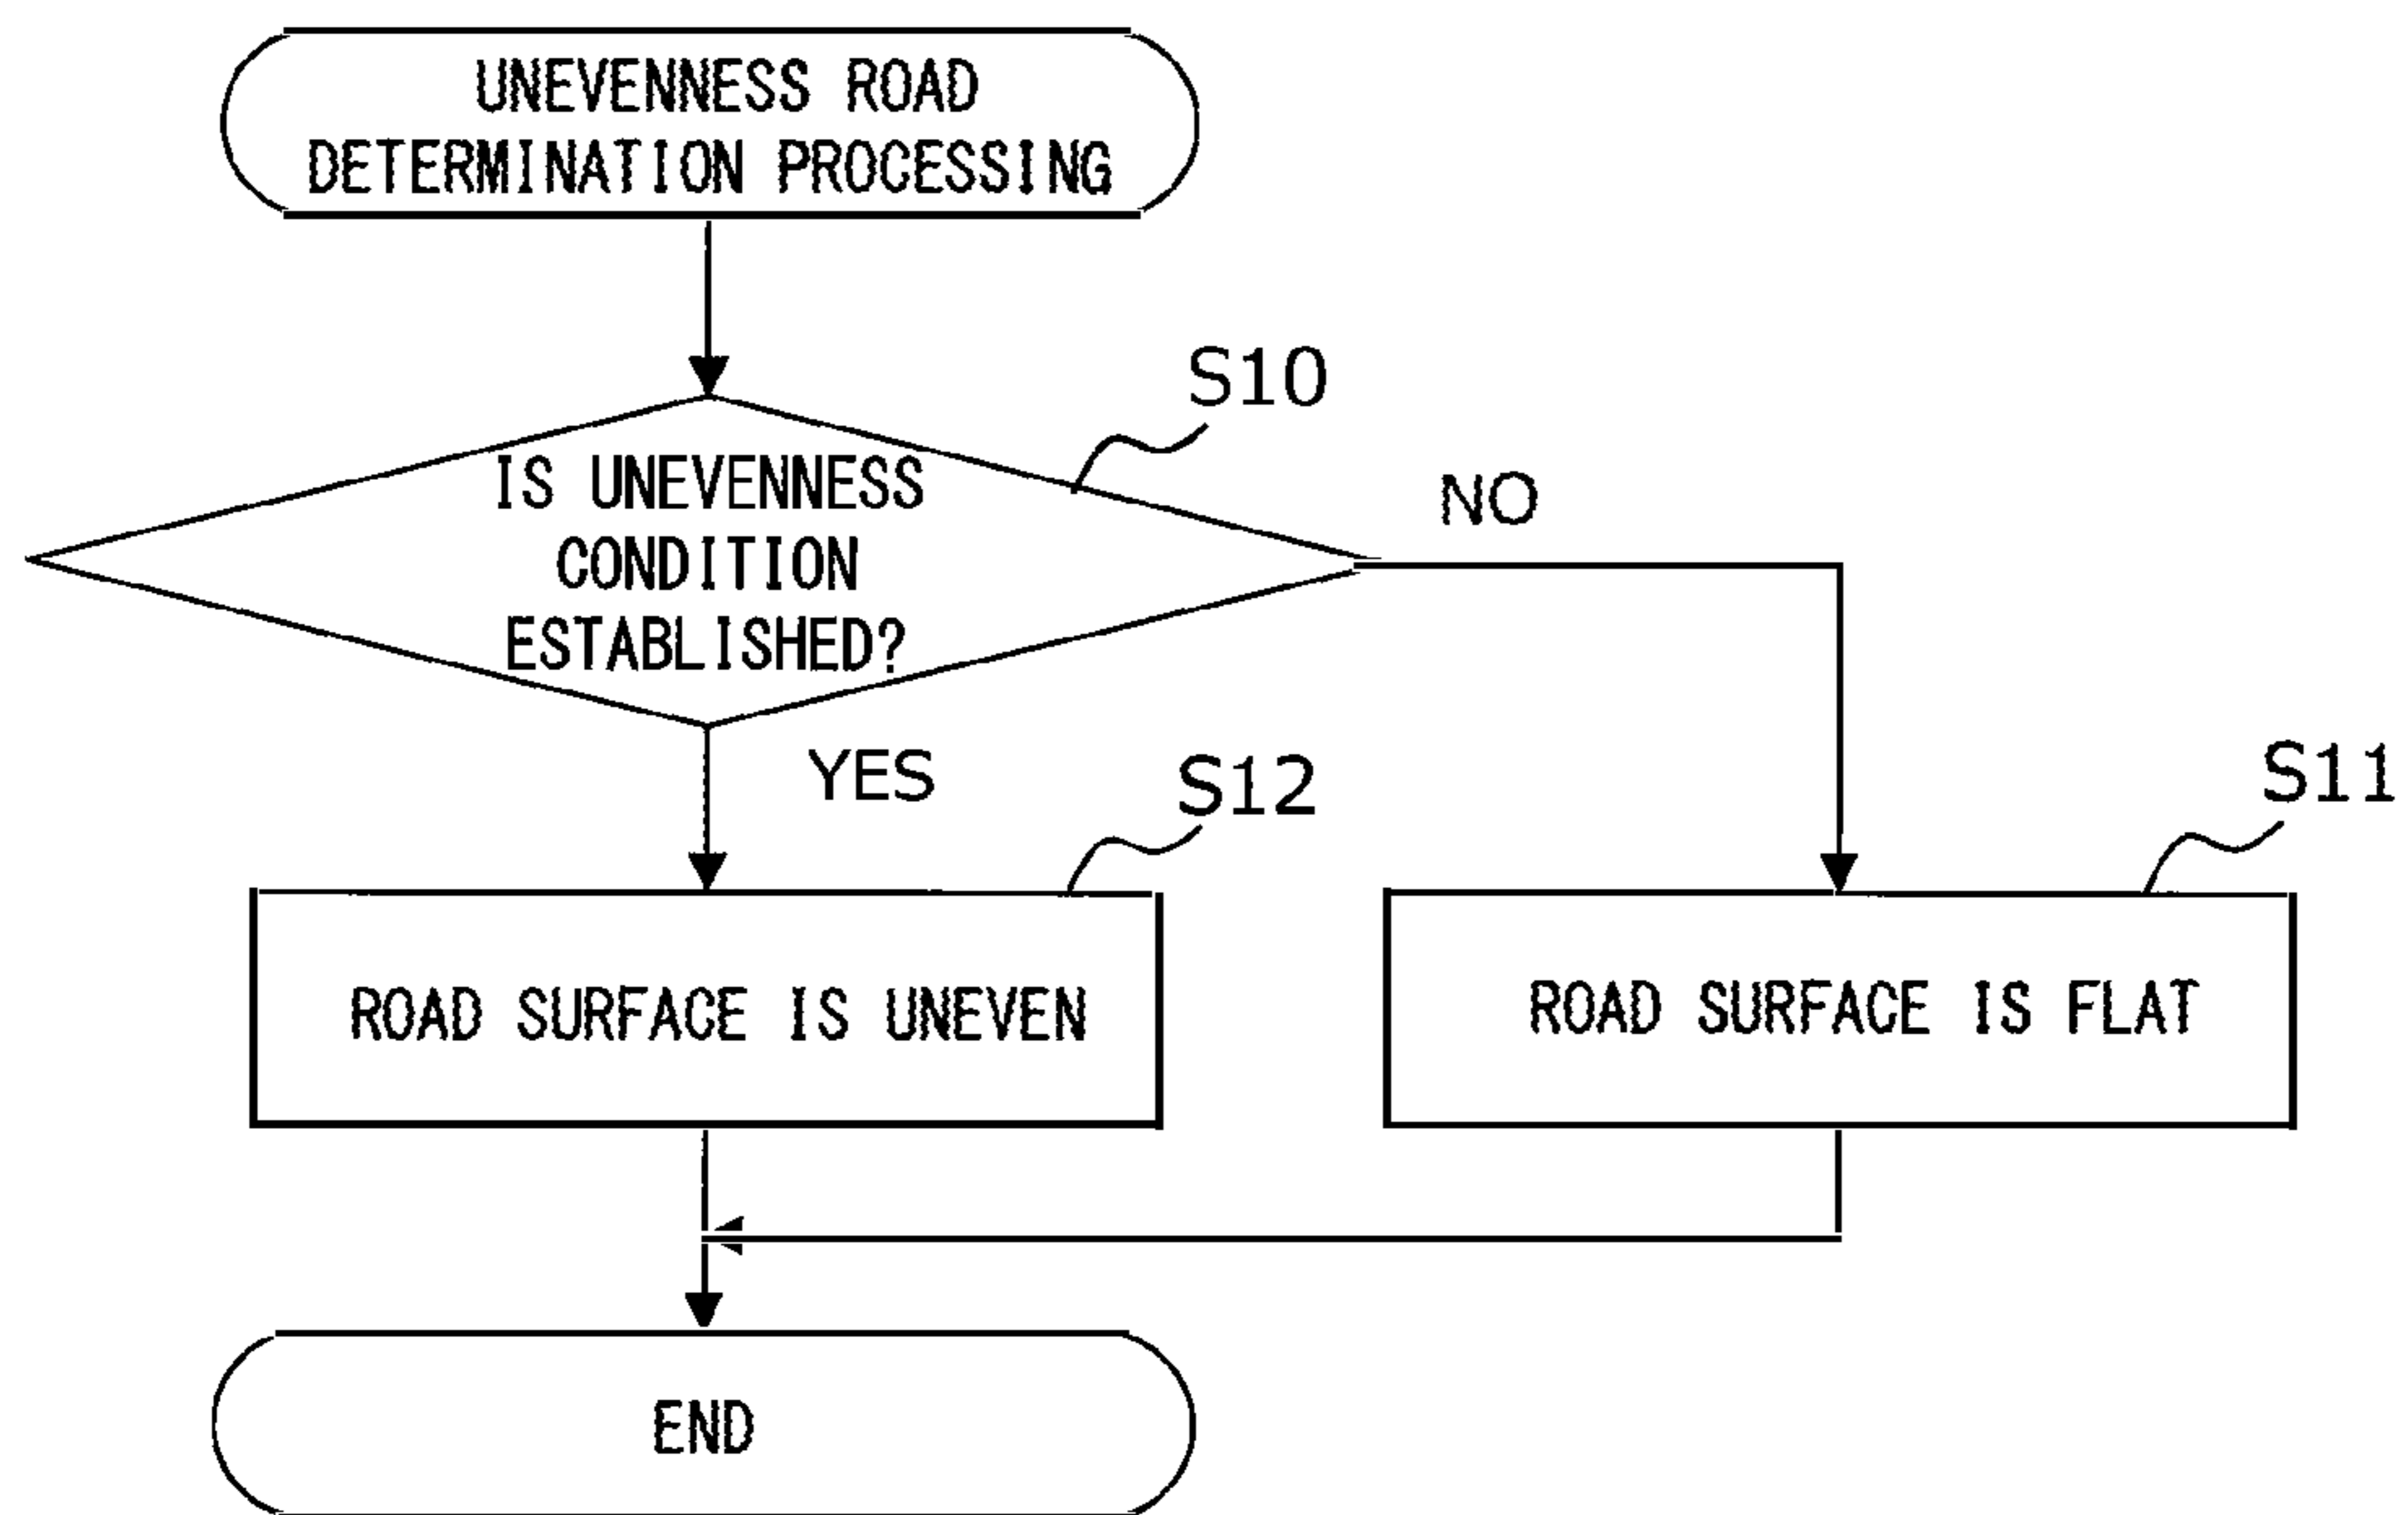 UNEVENNESS ROAD
DETERMINATION PROCESSING
S10
IS UNEVENNESS
CONDITION
ESTABLISHED?
NO
YES
S12
S11
ROAD SURFACE IS UNEVEN
ROAD SURFACE IS FLAT
END